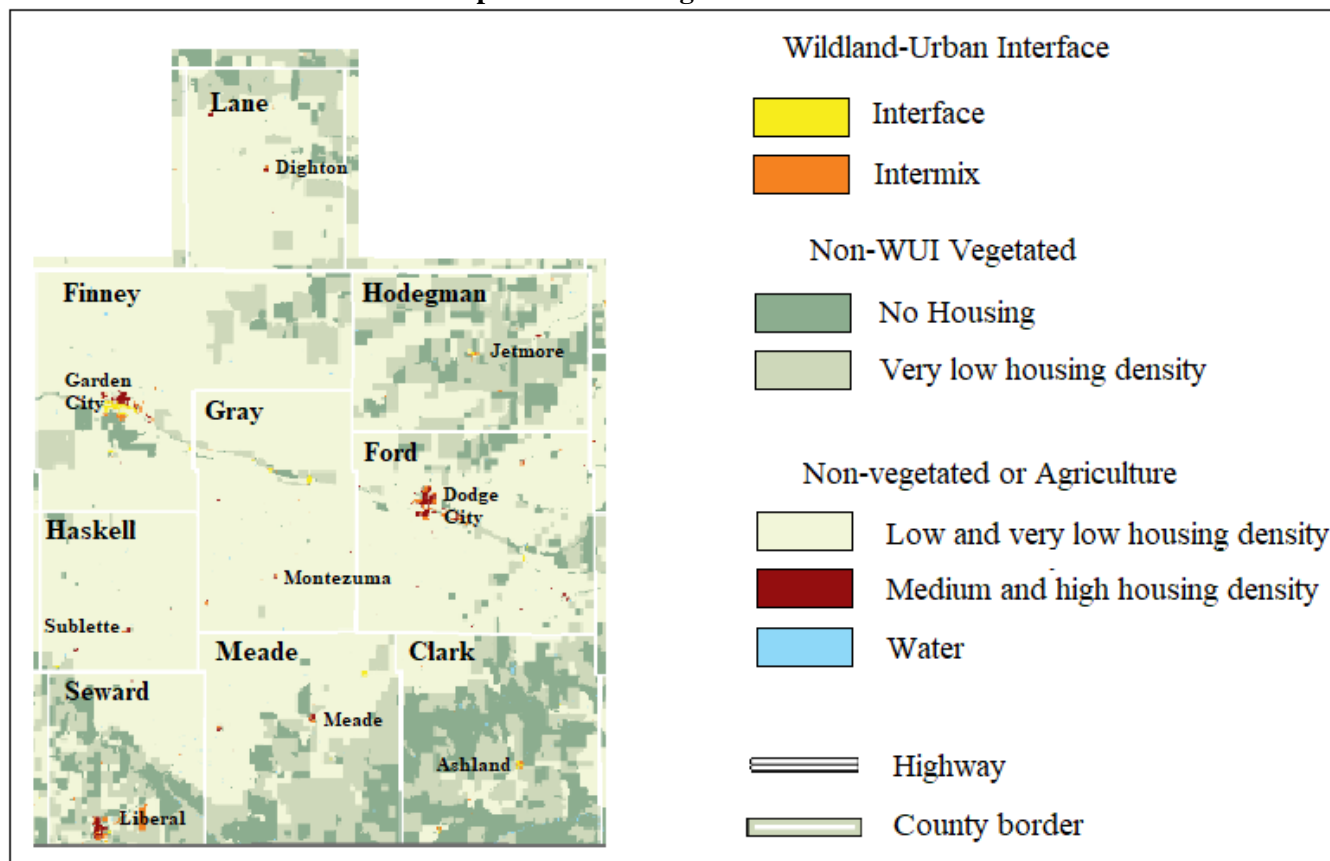 Lane
Dighton
Finney
Hodegman
Jetmore
Garden
City
Gray
Ford
Dodge
City
Haskell
Montezuma
Sublette
Meade
Clark
Seward
Meade
Ashland
Liberal
Wildland-Urban Interface
Interface
Intermix
Non-WUI Vegetated
No Housing
Very low housing density
Non-vegetated or Agriculture
Low and very low housing density
Medium and high housing density
Water
Highway
County border